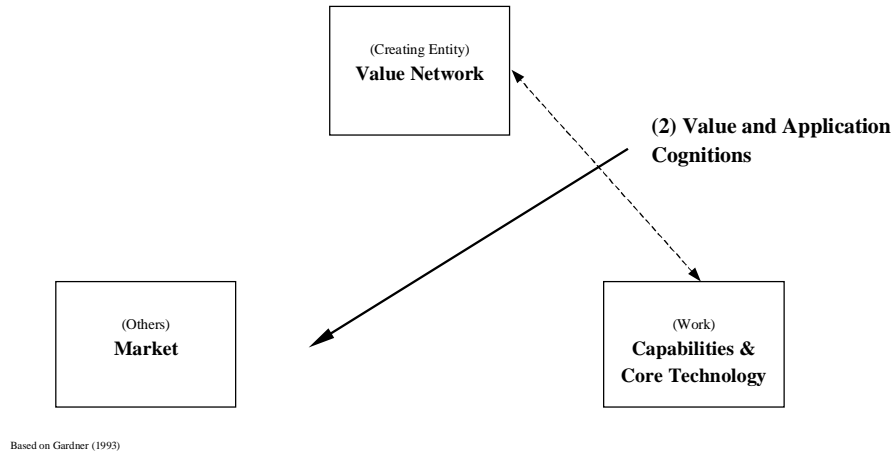 (Creating Entity)
Value Network
(2) Value and Application
Cognitions
(Others)
Market
(Work)
Capabilities &
Core Technology
Based on Gardner (1993)